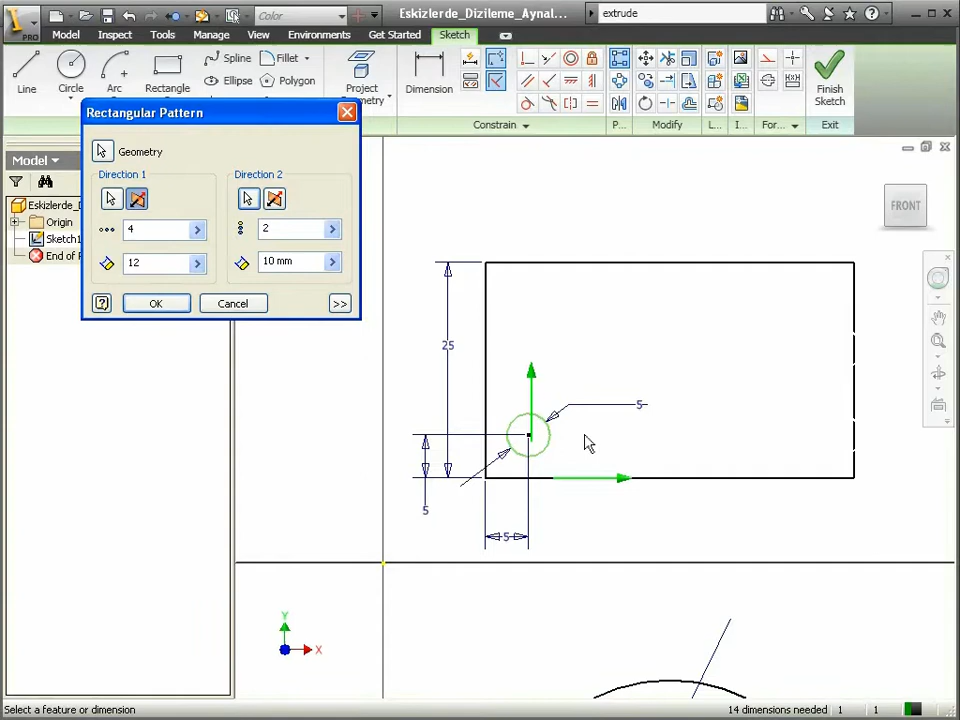 Color
Eskizlerde_Dizileme_Aynal...
extrude
PRO
Model
Inspect
Tools
Manage
View
Environments
Get Started
Sketch
Line
Circle
Arc
Rectangle
Spline
Ellipse
Fillet
Polygon
Project
Geometry
Dimension
Finish
Sketch
Constrain
P...
Modify
L...
I...
For...
Exit
Model
Eskizlerde_D
Origin
Sketch1
End of P
Rectangular Pattern
Geometry
Direction 1
Direction 2
4
2
12
10 mm
OK
Cancel
>>
FRONT
25
5
5
5
Y
X
Select a feature or dimension
14 dimensions needed
1
1